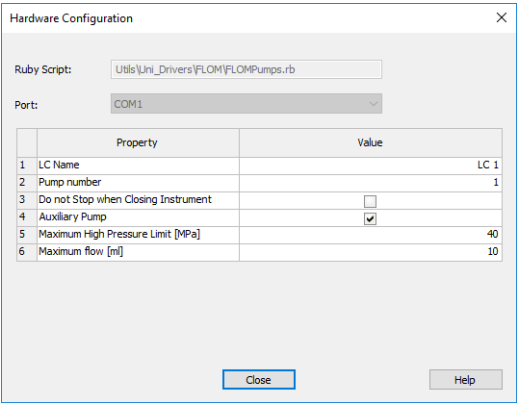 Hardware Configuration
Ruby Script: Utils\Uni_Drivers\FLOM\FLOMPumps.rb
Port: COM1
Property Value
1 LC Name LC 1
2 Pump number 1
3 Do not Stop when Closing Instrument
4 Auxiliary Pump
5 Maximum High Pressure Limit [MPa] 40
6 Maximum flow [ml] 10
Close Help